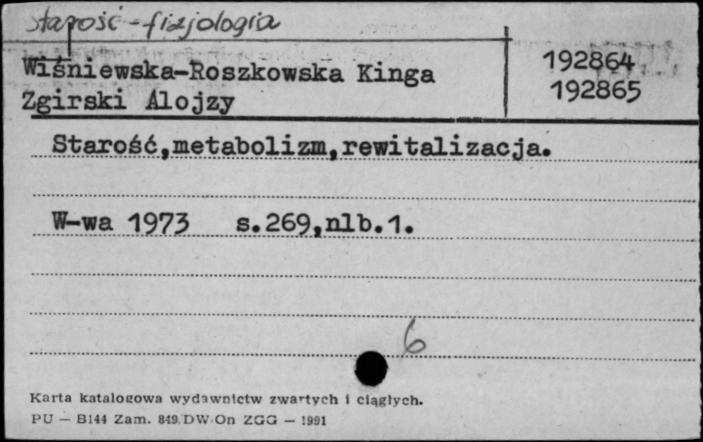 starość - fizjologia
Wiśniewska-Roszkowska Kinga 192864
Zgirski Alojzy 192865
Starość,metabolizm,rewitalizacja.
W-wa 1973 s.269,nlb.1.
6
Karta katalogowa wydawnictw zwartych i ciągłych.
PU — B144 Zam. 849 DW On ZGG — 1991